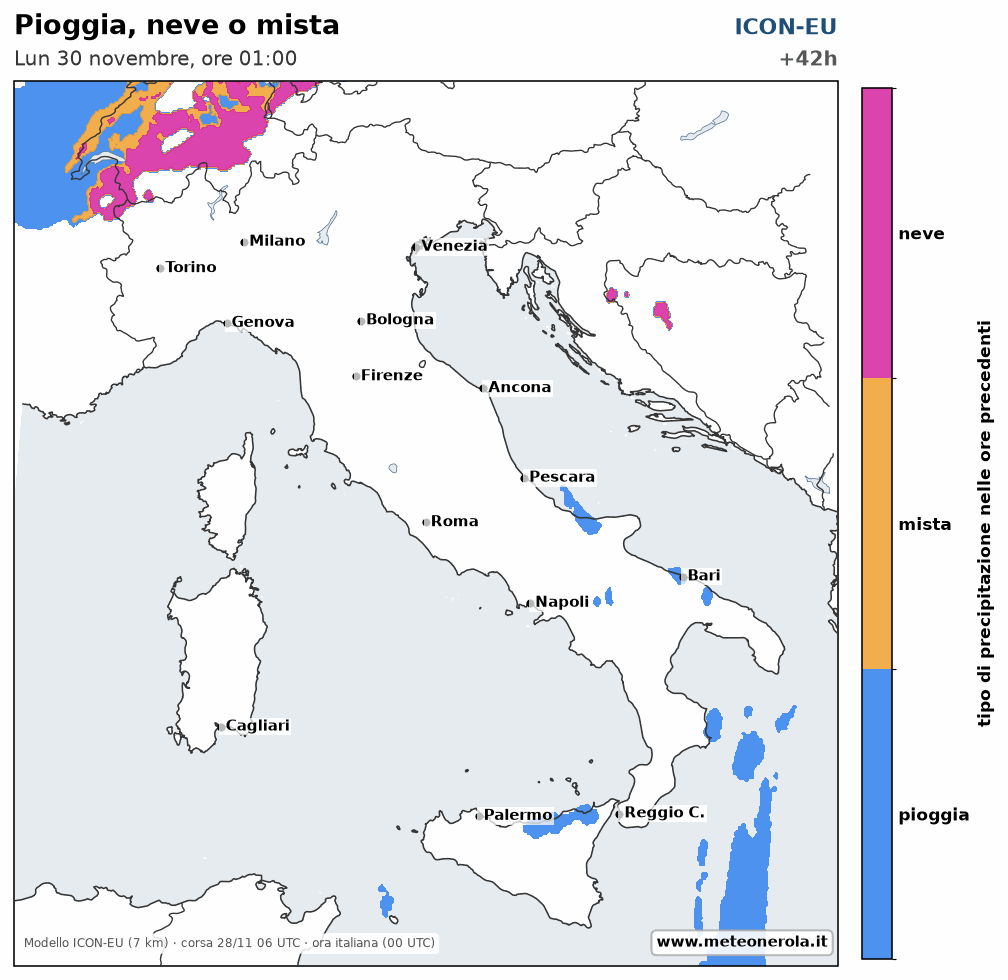 Pioggia, neve o mista
ICON-EU
Lun 30 novembre, ore 01:00
+42h
Milano
Venezia
Torino
Genova
Bologna
Firenze
Ancona
Pescara
Roma
Bari
Napoli
Cagliari
Palermo
Reggio C.
neve
mista
pioggia
tipo di precipitazione nelle ore precedenti
Modello ICON-EU (7 km) · corsa 28/11 06 UTC · ora italiana (00 UTC)
www.meteonerola.it